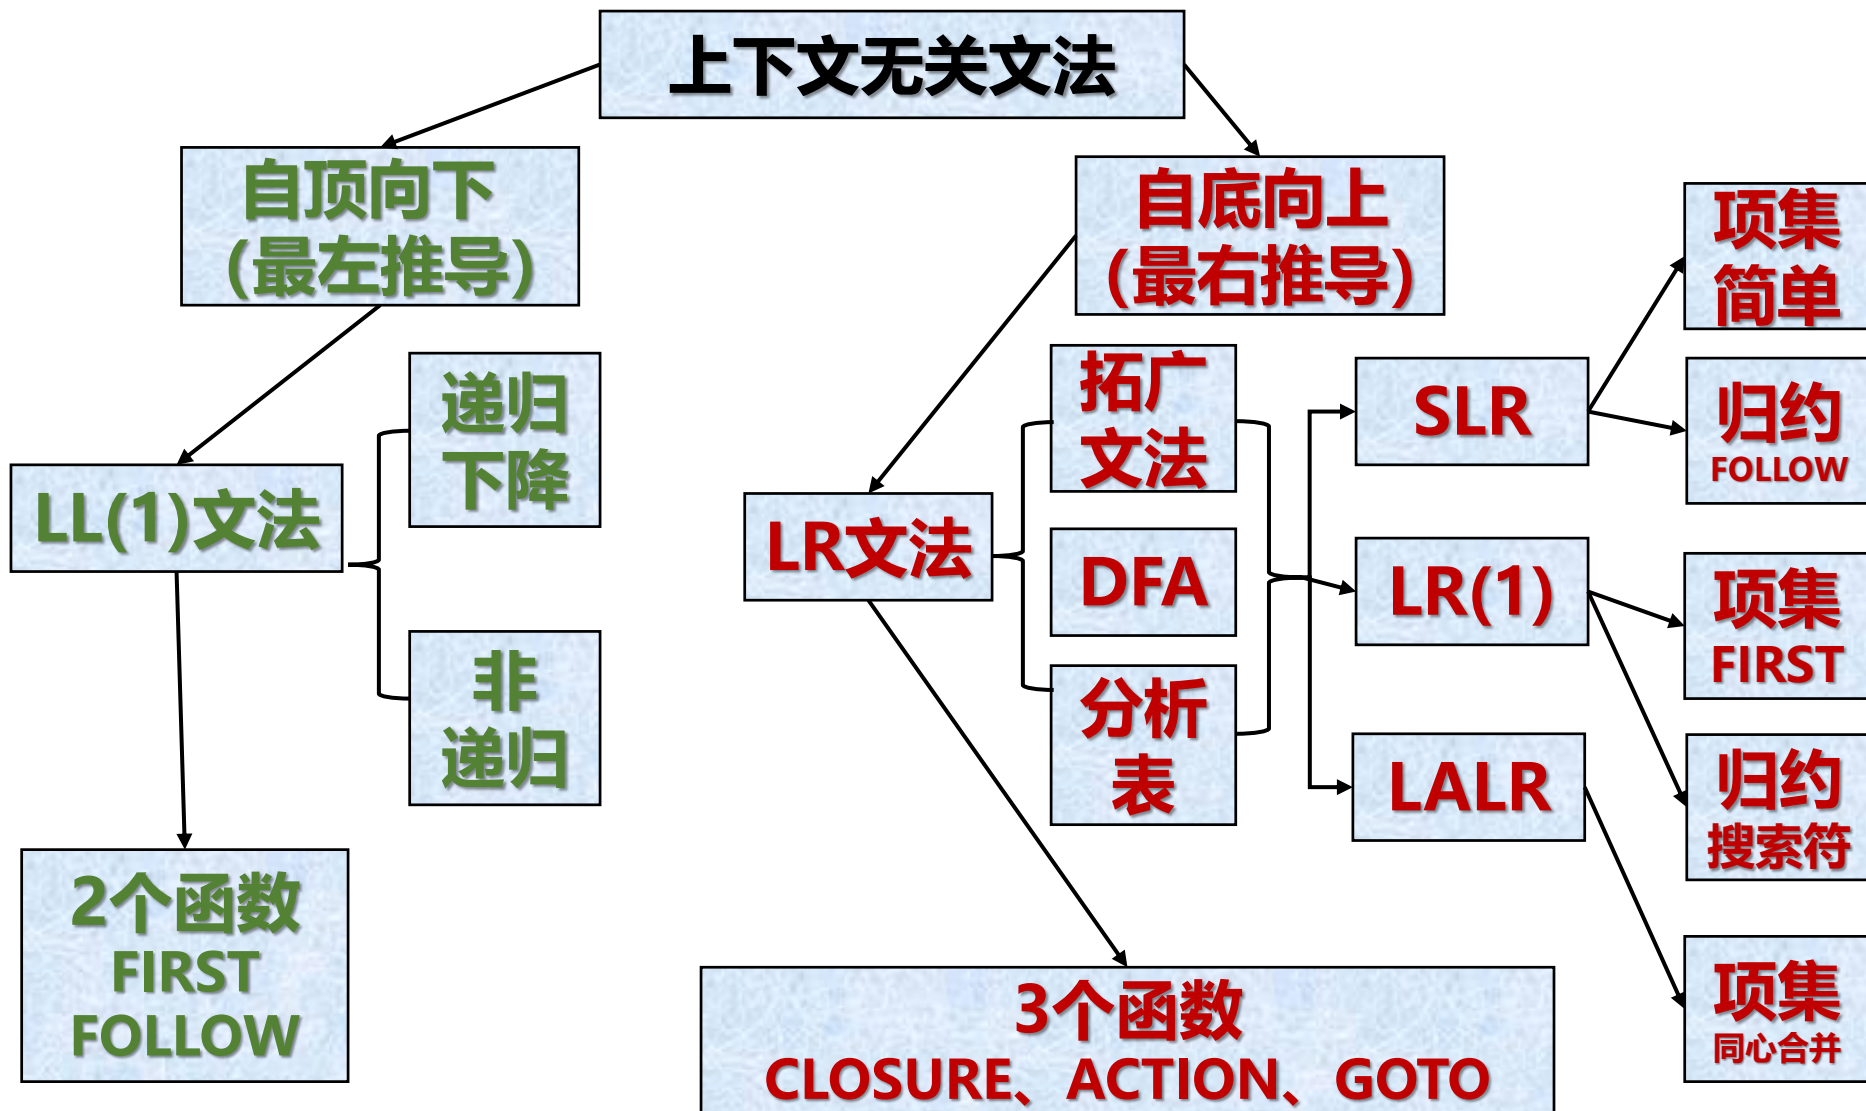 上下文无关文法
自顶向下
(最左推导)
自底向上
(最右推导)
LL(1)文法
递归
下降
非
递归
2个函数
FIRST
FOLLOW
LR文法
拓广
文法
DFA
分析
表
3个函数
CLOSURE、ACTION、GOTO
SLR
LR(1)
LALR
项集
简单
归约
FOLLOW
项集
FIRST
归约
搜索符
项集
同心合并